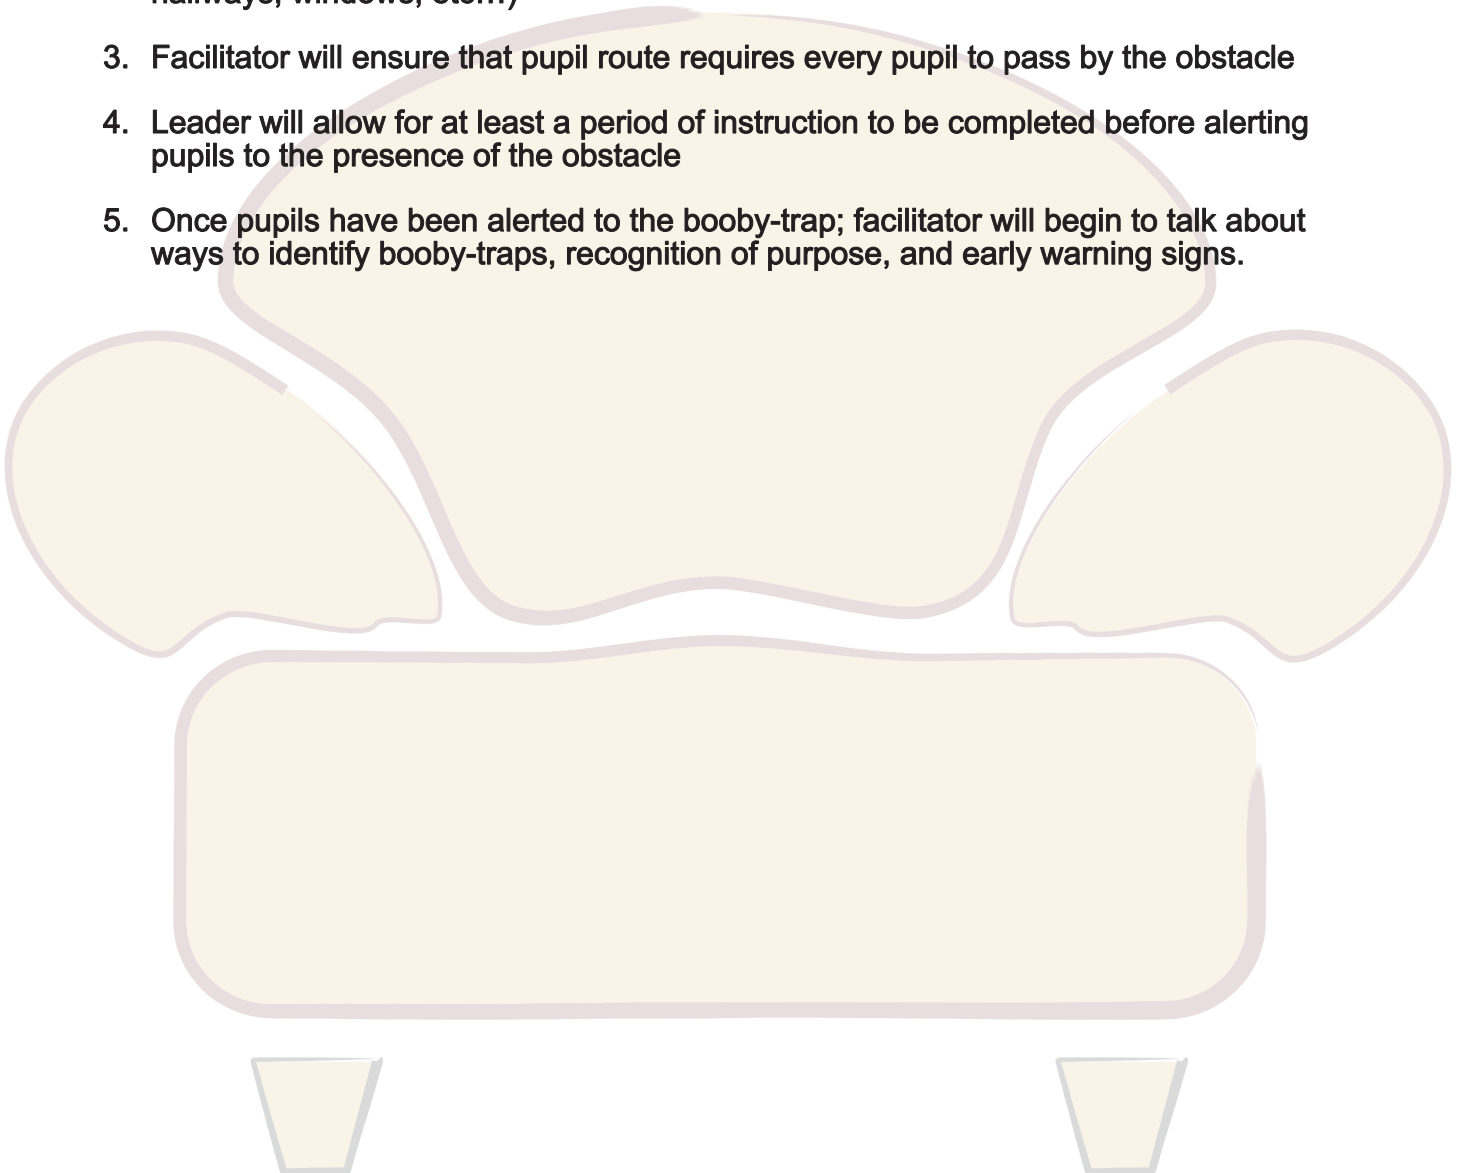 3. Facilitator will ensure that pupil route requires every pupil to pass by the obstacle
4. Leader will allow for at least a period of instruction to be completed before alerting
pupils to the presence of the obstacle
5. Once pupils have been alerted to the booby-trap; facilitator will begin to talk about
ways to identify booby-traps, recognition of purpose, and early warning signs.